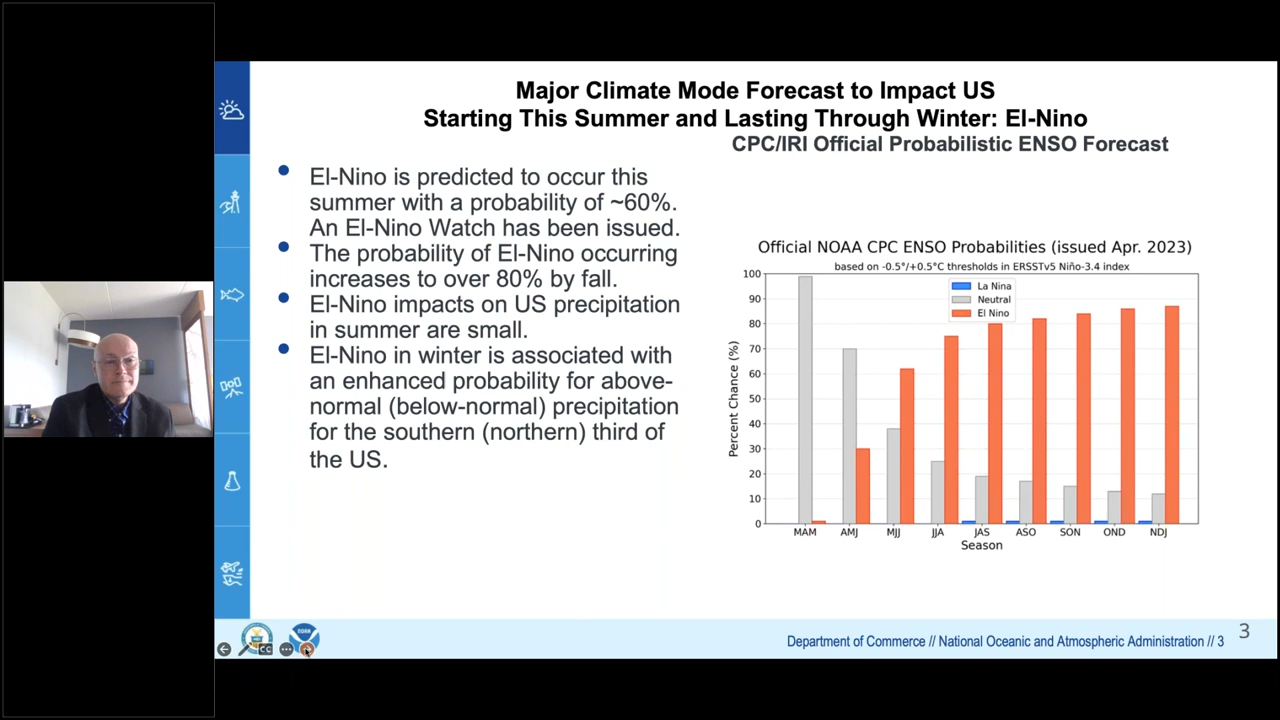 Major Climate Mode Forecast to Impact US
Starting This Summer and Lasting Through Winter: El-Nino
CPC/IRI Official Probabilistic ENSO Forecast
El-Nino is predicted to occur this
summer with a probability of ~60%.
An El-Nino Watch has been issued.
The probability of El-Nino occurring
increases to over 80% by fall.
El-Nino impacts on US precipitation
in summer are small.
El-Nino in winter is associated with
an enhanced probability for above-
normal (below-normal) precipitation
for the southern (northern) third of
the US.
Official NOAA CPC ENSO Probabilities (issued Apr. 2023)
based on -0.5°/+0.5°C thresholds in ERSSTv5 Niño-3.4 index
La Nina
Neutral
El Nino
Percent Chance (%)
100
90
80
70
60
50
40
30
20
10
0
MAM AMJ MJJ JJA JAS ASO SON OND NDJ
Season
NOAA
CC
Department of Commerce // National Oceanic and Atmospheric Administration // 3
3